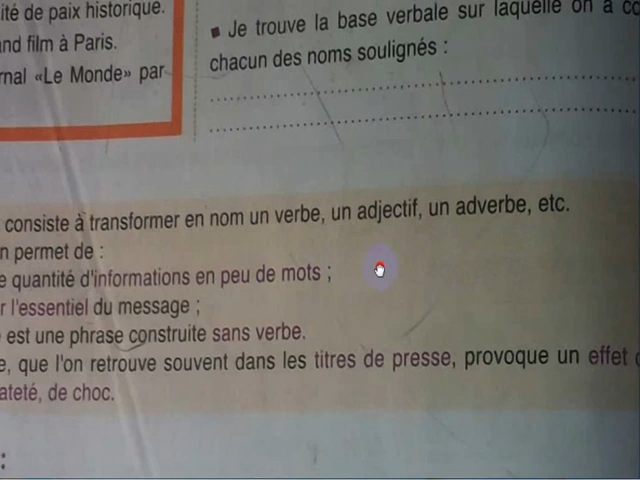 ité de paix historique.
nd film à Paris.
rnal «Le Monde» par
▪ Je trouve la base verbale sur laquelle on a co
chacun des noms soulignés :
consiste à transformer en nom un verbe, un adjectif, un adverbe, etc.
n permet de :
e quantité d'informations en peu de mots ;
r l'essentiel du message ;
est une phrase construite sans verbe.
e, que l'on retrouve souvent dans les titres de presse, provoque un effet
ateté, de choc.
: